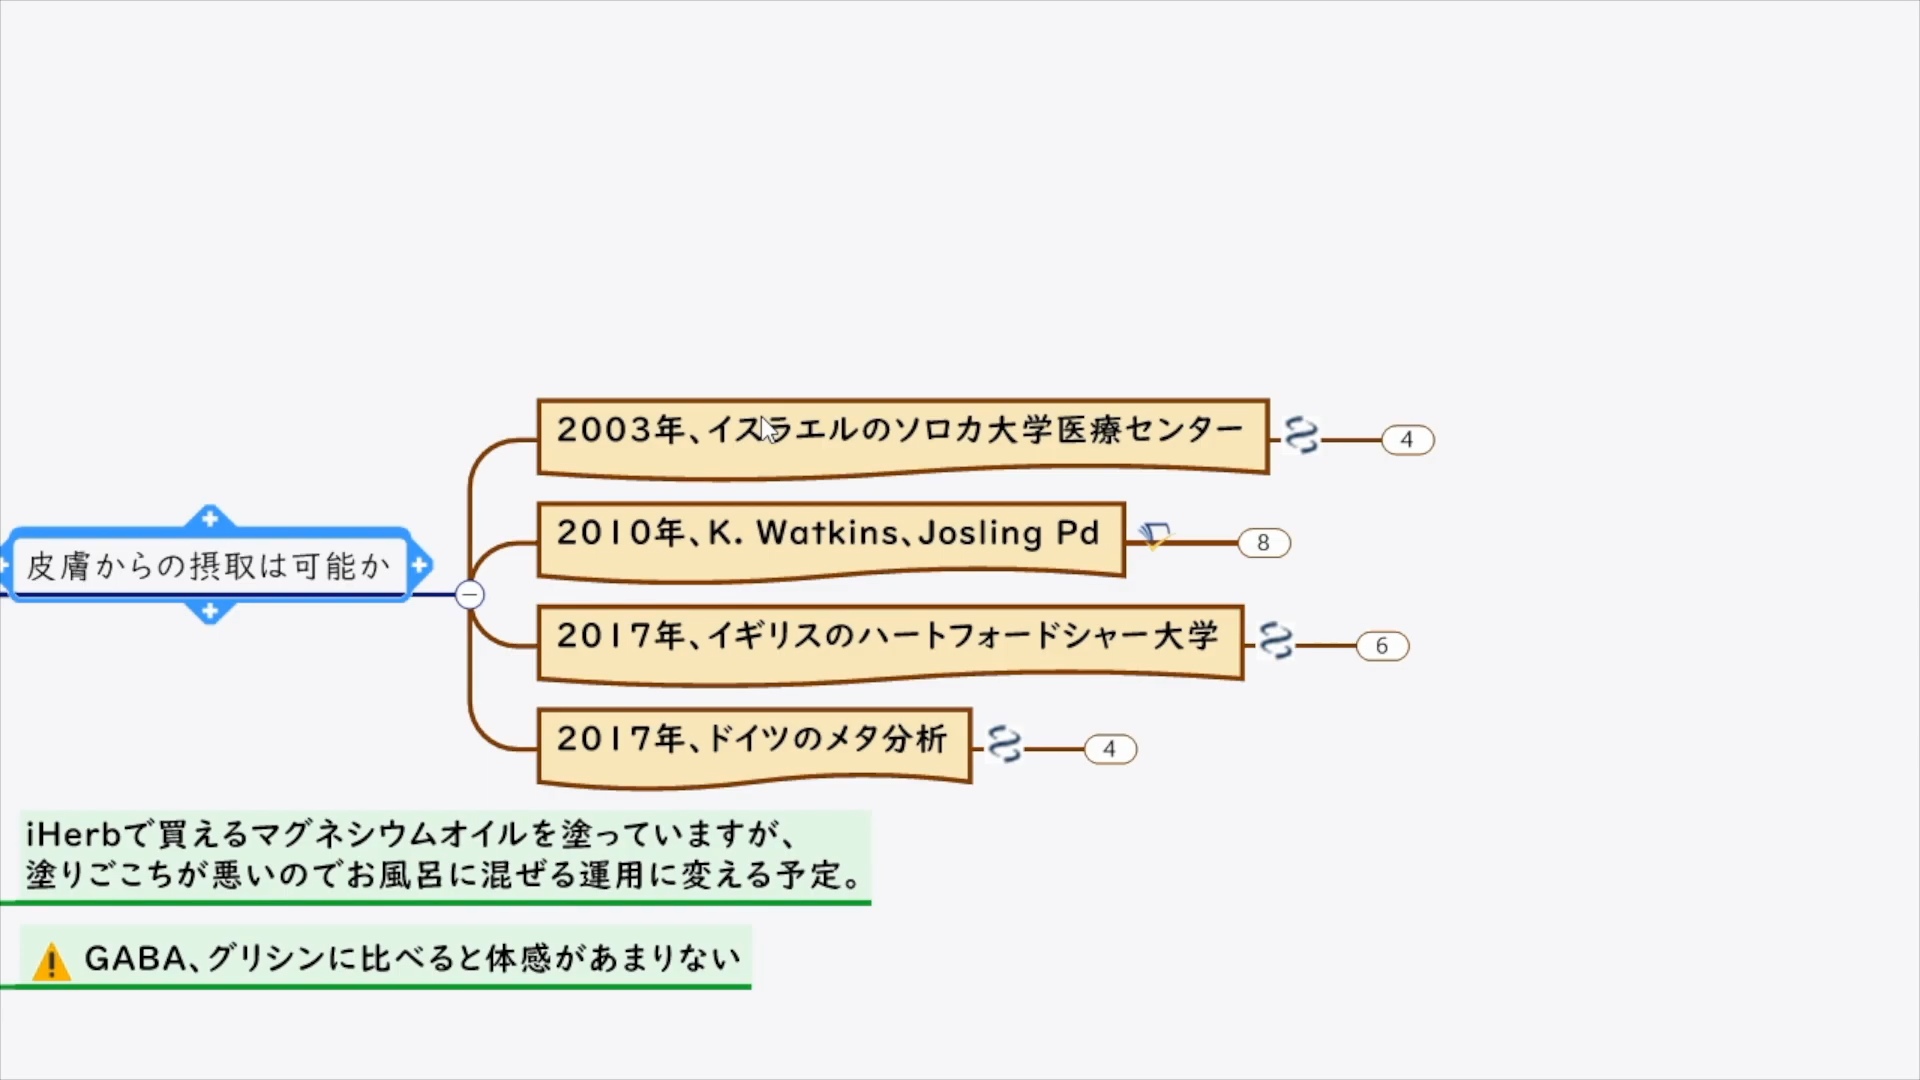 2003年、イスラエルのソロカ大学医療センター
4
2010年、K. Watkins、Josling Pd
8
皮膚からの摂取は可能か
2017年、イギリスのハートフォードシャー大学
6
2017年、ドイツのメタ分析
4
iHerbで買えるマグネシウムオイルを塗っていますが、
塗りごこちが悪いのでお風呂に混ぜる運用に変える予定。
GABA、グリシンに比べると体感があまりない